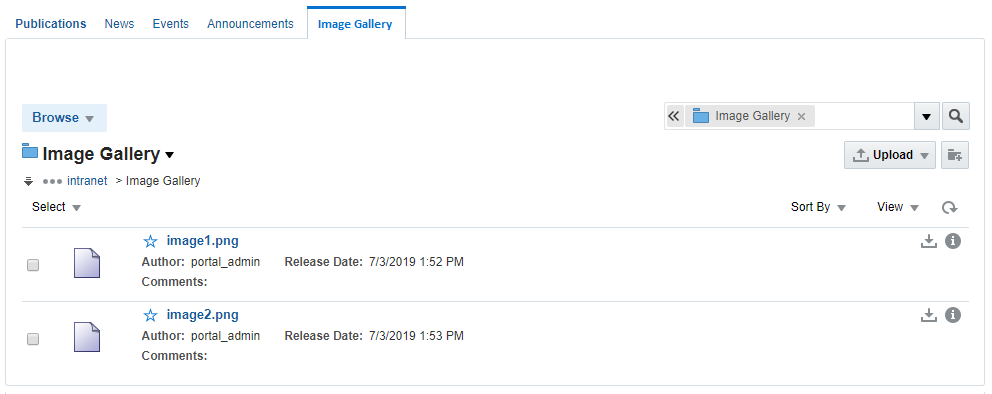 Publications News Events Announcements Image Gallery
Browse
Image Gallery
Image Gallery
Upload
intranet > Image Gallery
Select Sort By View
image1.png
Author: portal_admin Release Date: 7/3/2019 1:52 PM
Comments:
image2.png
Author: portal_admin Release Date: 7/3/2019 1:53 PM
Comments: